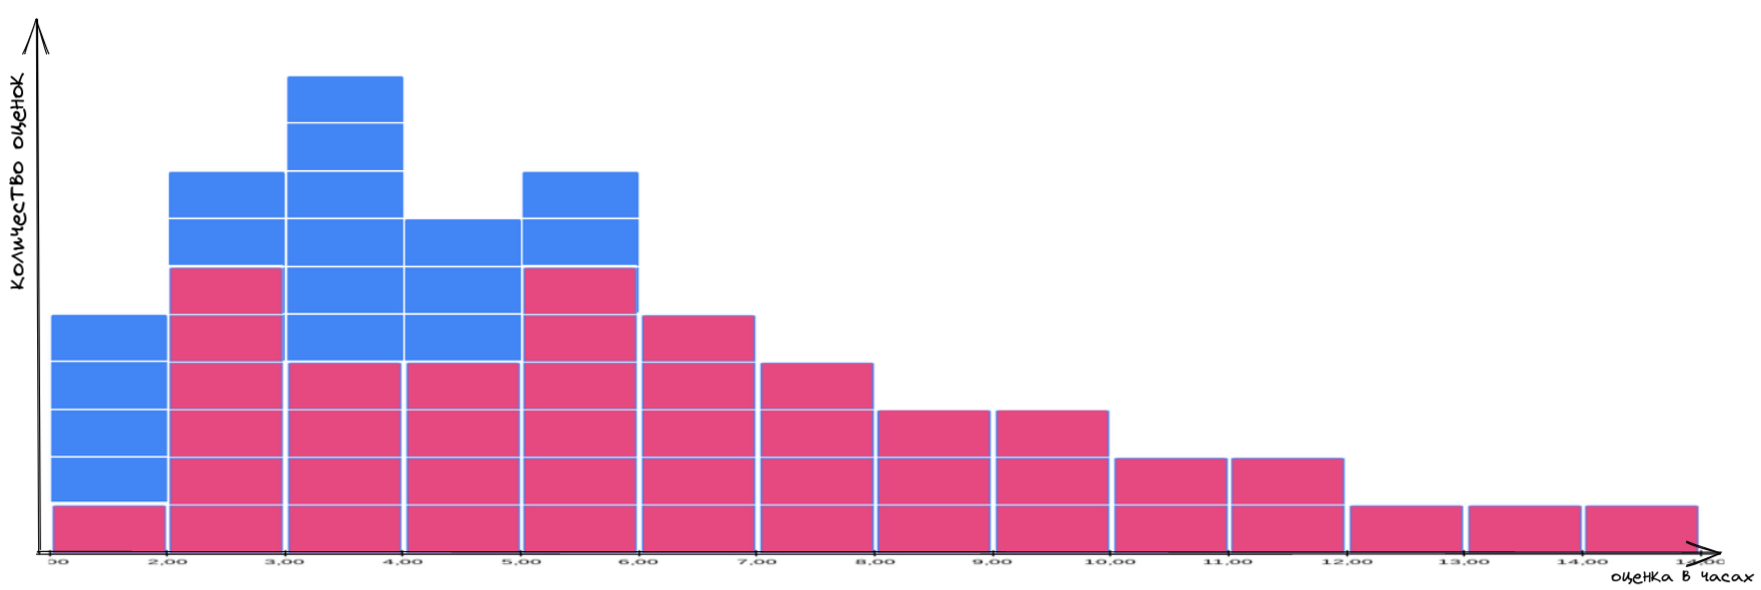 Количество оценок
00 2,00 3,00 4,00 5,00 6,00 7,00 8,00 9,00 10,00 11,00 12,00 13,00 14,00
оценка в часах